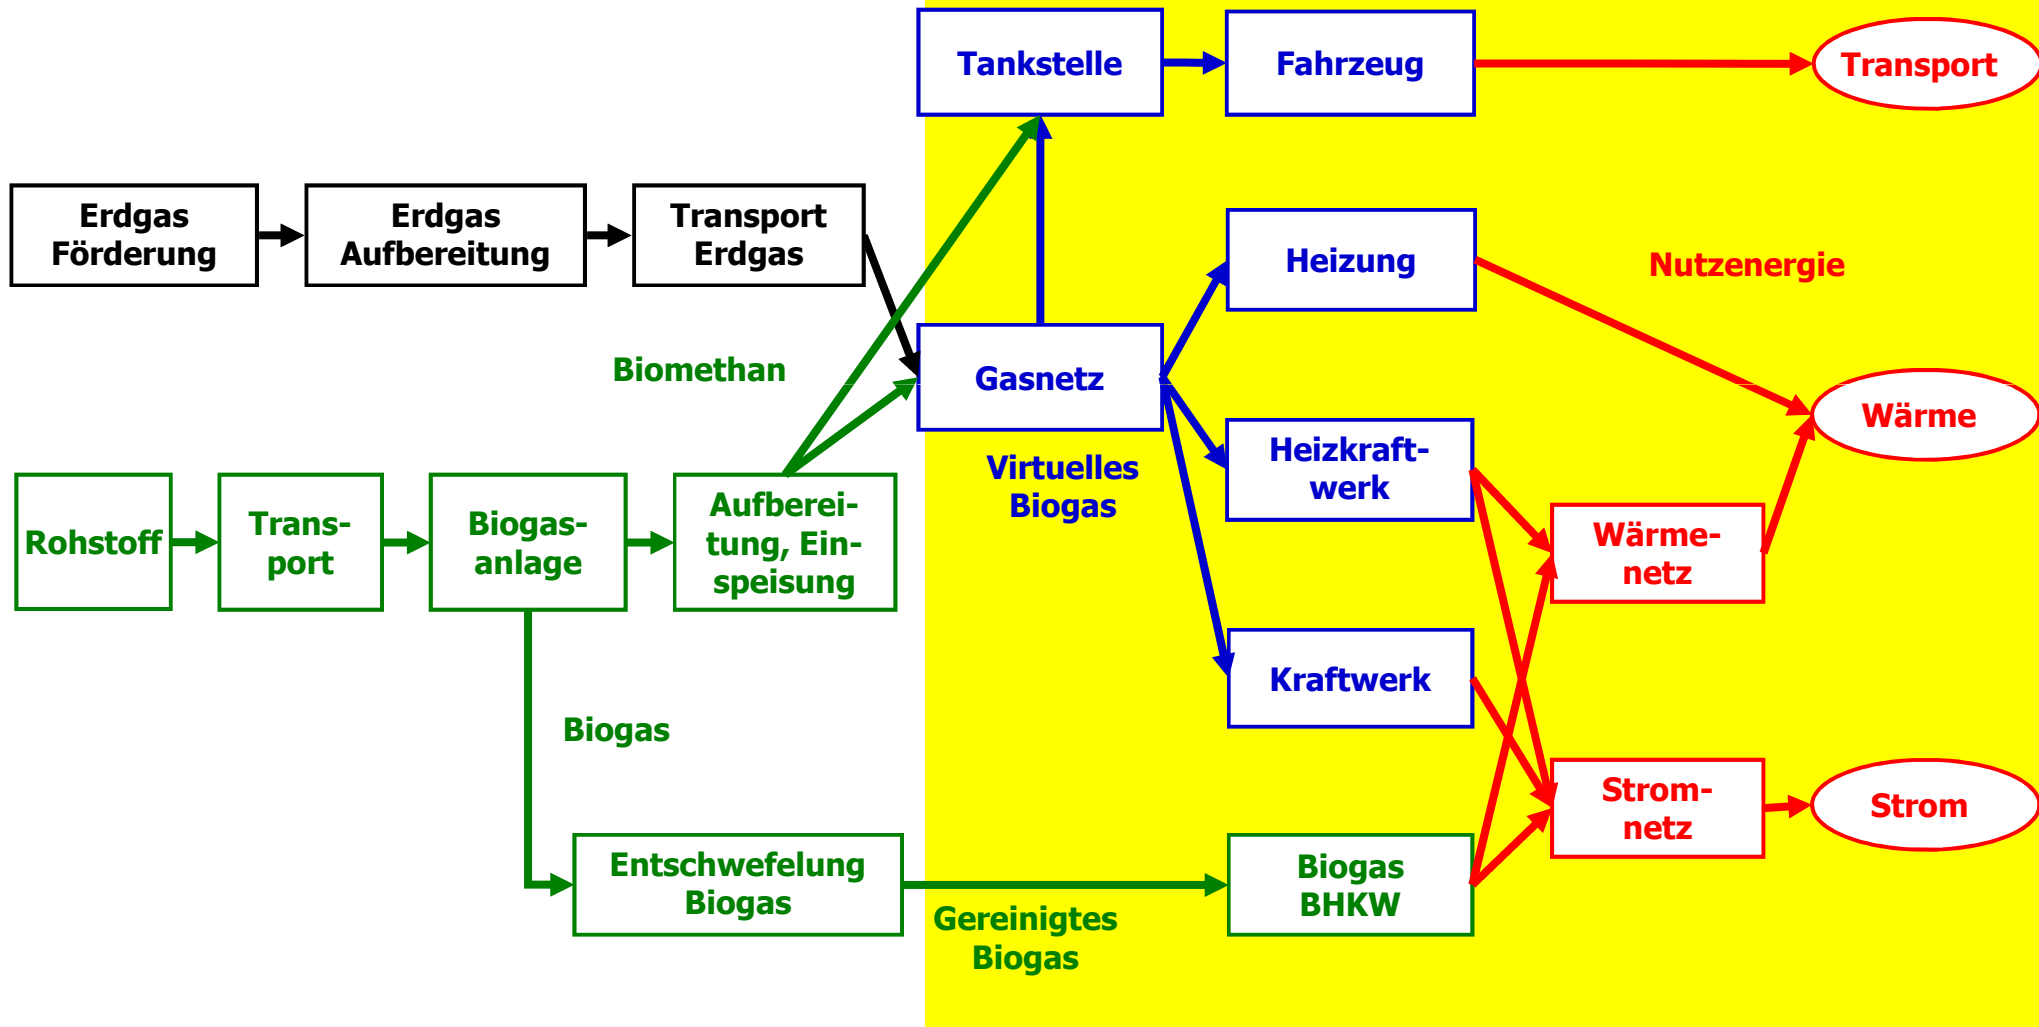 Tankstelle
Fahrzeug
Transport
Erdgas
Förderung
Erdgas
Aufbereitung
Transport
Erdgas
Heizung
Nutzenergie
Biomethan
Gasnetz
Wärme
Virtuelles
Biogas
Heizkraft-
werk
Rohstoff
Trans-
port
Biogas-
anlage
Aufberei-
tung, Ein-
speisung
Wärme-
netz
Kraftwerk
Biogas
Strom-
netz
Strom
Entschwefelung
Biogas
Gereinigtes
Biogas
Biogas
BHKW